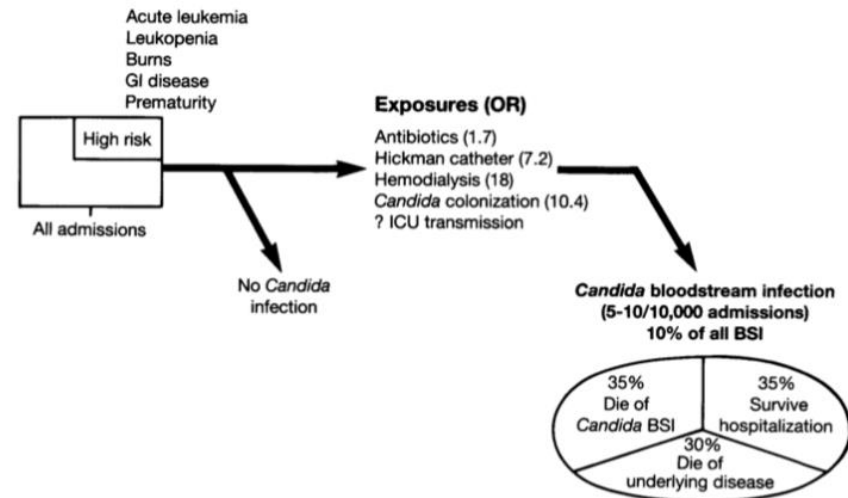 Acute leukemia
Leukopenia
Burns
GI disease
Prematurity
High risk
All admissions
No Candida
infection
Exposures (OR)
Antibiotics (1.7)
Hickman catheter (7.2)
Hemodialysis (18)
Candida colonization (10.4)
? ICU transmission
Candida bloodstream infection
(5-10/10,000 admissions)
10% of all BSI
35%
Die of
Candida BSI
35%
Survive
hospitalization
30%
Die of
underlying disease